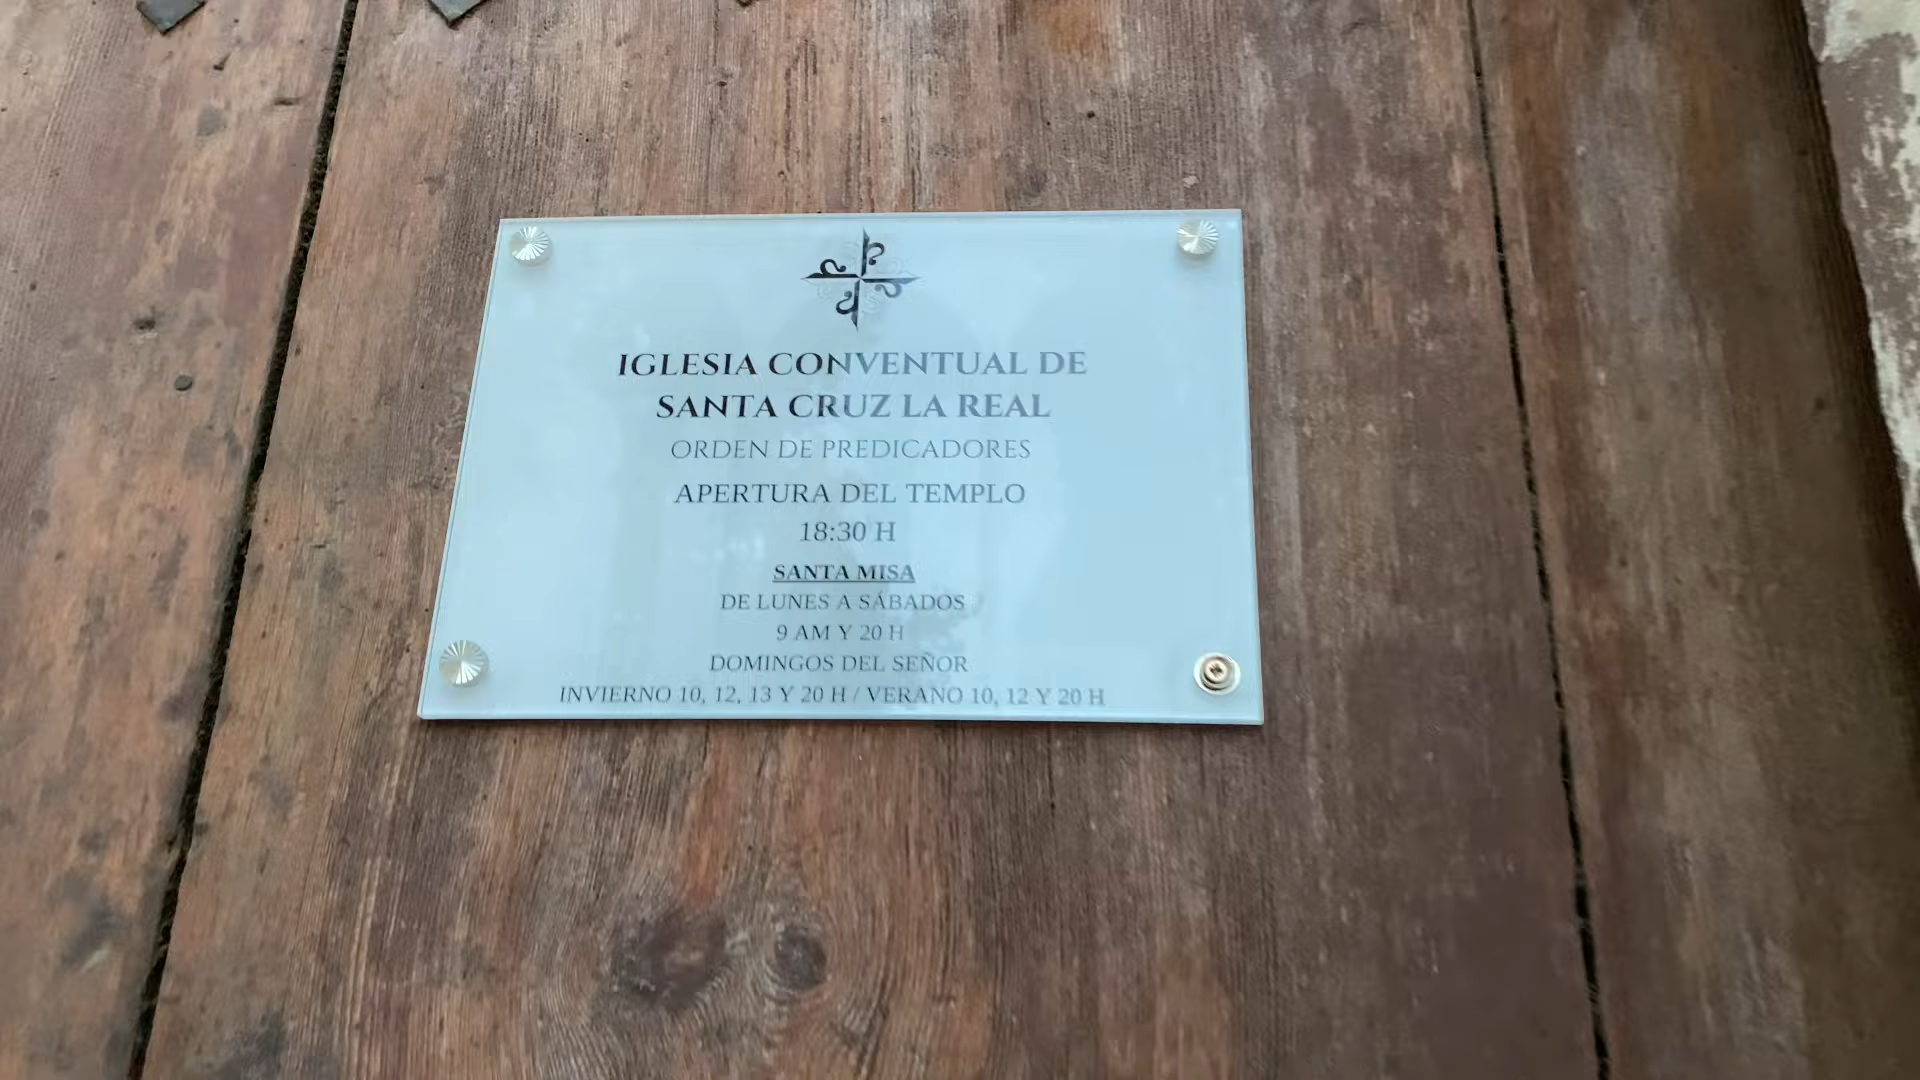 IGLESIA CONVENTUAL DE
SANTA CRUZ LA REAL
ORDEN DE PREDICADORES
APERTURA DEL TEMPLO
18:30 H
SANTA MISA
DE LUNES A SÁBADOS
9 AM Y 20 H
DOMINGOS DEL SEÑOR
INVIERNO 10, 12, 13 Y 20 H / VERANO 10, 12 Y 20 H